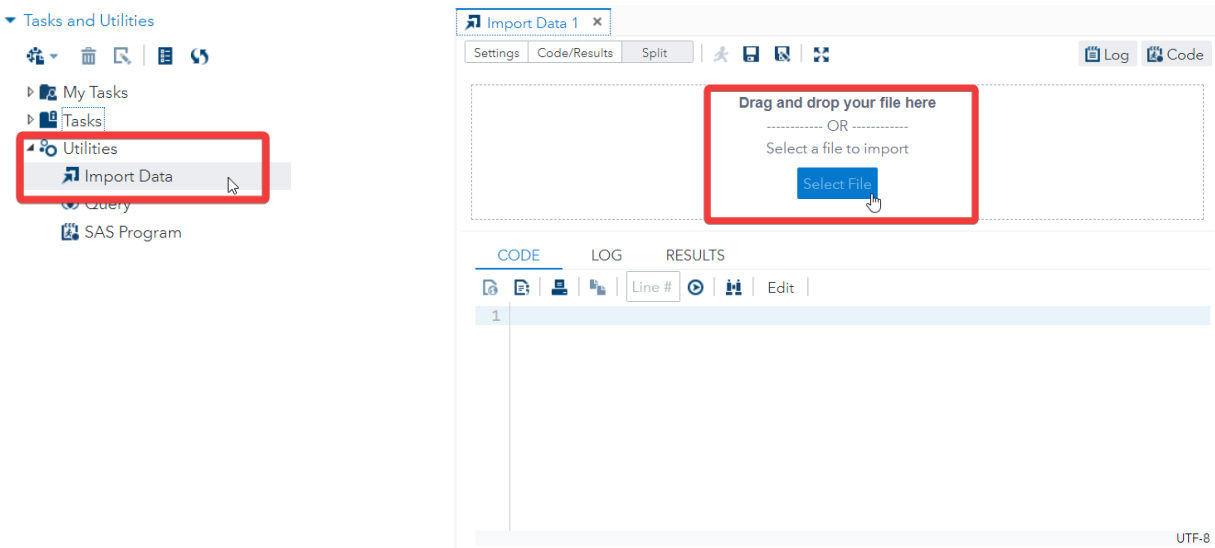 Tasks and Utilities
My Tasks
Tasks
Utilities
Import Data
Query
SAS Program
Import Data 1
Settings Code/Results Split Log Code
Drag and drop your file here
------------ OR ------------
Select a file to import
Select File
CODE LOG RESULTS
Line # Edit
1
UTF-8